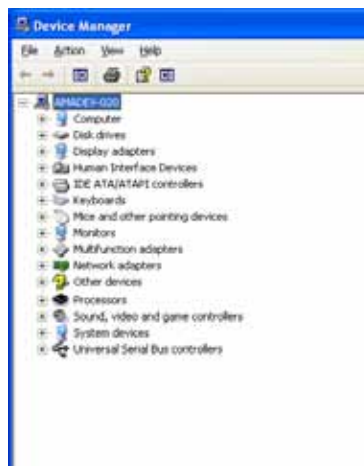 Device Manager
File Action View Help
AMADEV-020
Computer
Disk drives
Display adapters
Human Interface Devices
IDE ATA/ATAPI controllers
Keyboards
Mice and other pointing devices
Monitors
Multifunction adapters
Network adapters
Other devices
Processors
Sound, video and game controllers
System devices
Universal Serial Bus controllers